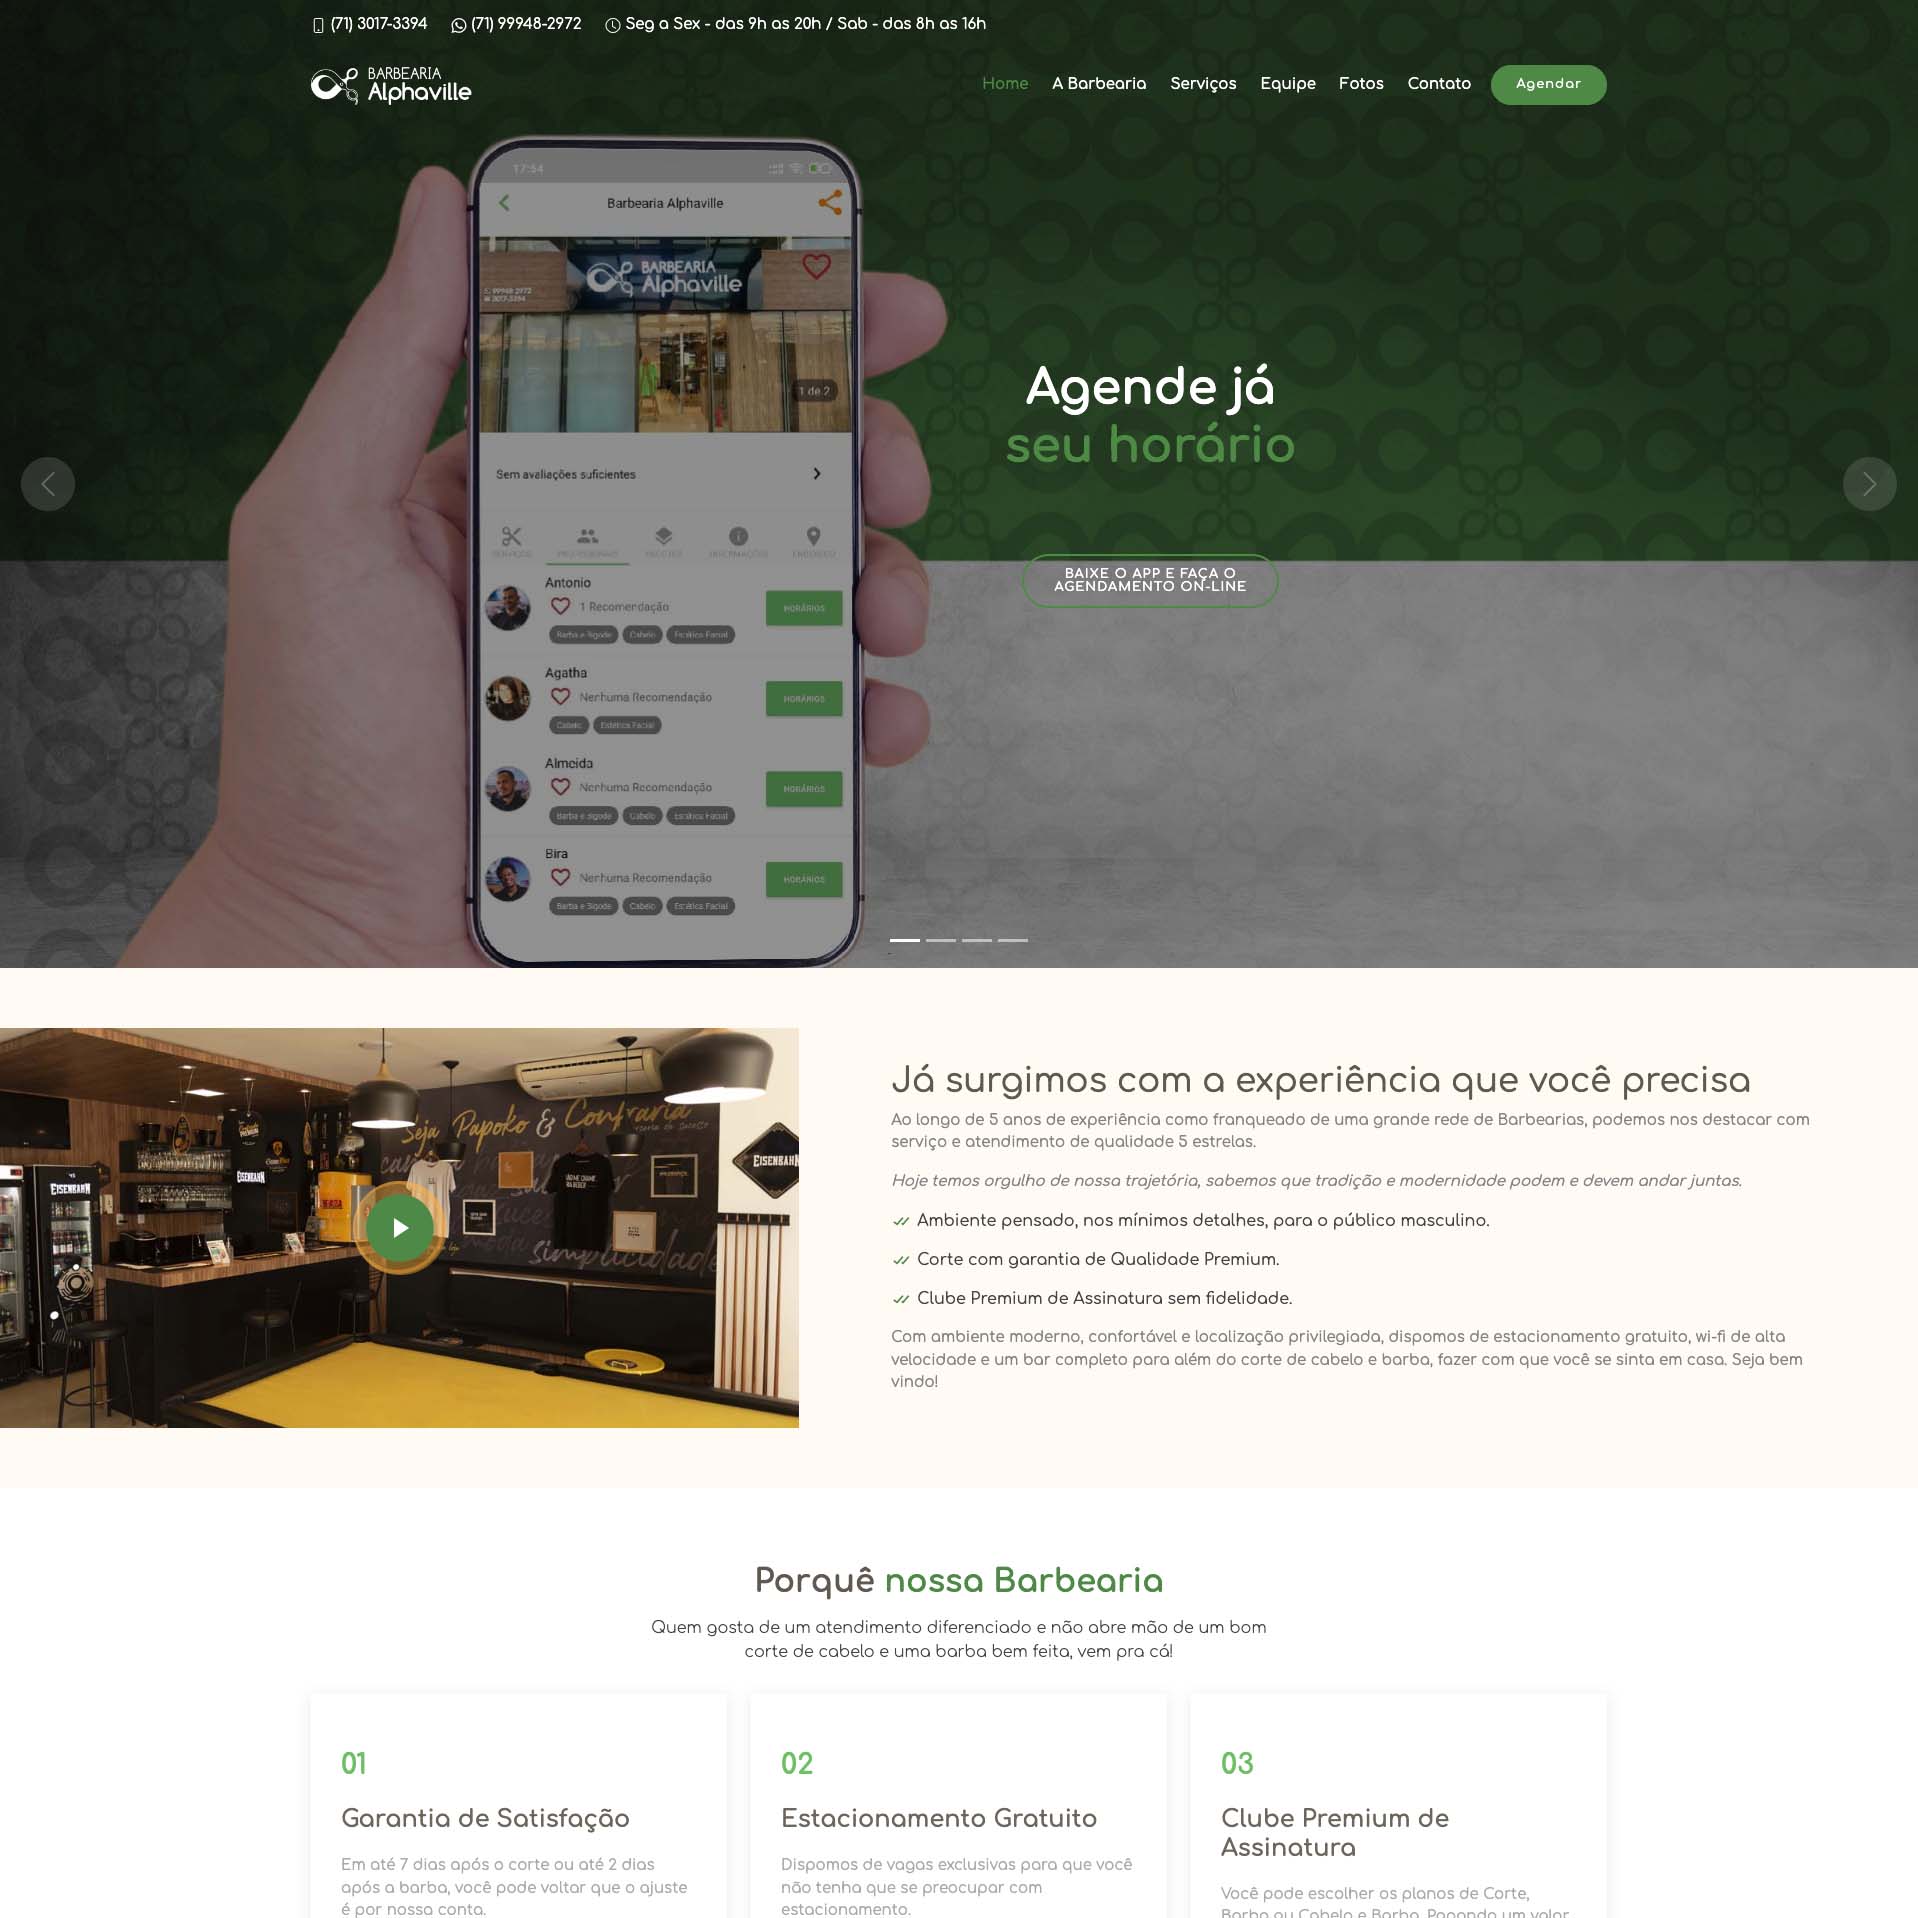 (71) 3017-3394 (71) 99948-2972 Seg a Sex - das 9h as 20h / Sab - das 8h as 16h
BARBEARIA
Alphaville
Home A Barbearia Serviços Equipe Fotos Contato Agendar
17:54
Barbearia Alphaville
BARBEARIA
Alphaville
99948-2972
3017-3394
1 de 2
Sem avaliações suficientes
SERVIÇOS PROFISSIONAIS PACOTES INFORMAÇÕES ENDEREÇO
Antonio
1 Recomendação
HORÁRIOS
Barba e Bigode Cabelo Estética Facial
Agatha
Nenhuma Recomendação
HORÁRIOS
Cabelo Estética Facial
Almeida
Nenhuma Recomendação
HORÁRIOS
Barba e Bigode Cabelo Estética Facial
Bira
Nenhuma Recomendação
HORÁRIOS
Barba e Bigode Cabelo Estética Facial
Agende já
seu horário
BAIXE O APP E FAÇA O
AGENDAMENTO ON-LINE
Seja Papoko & Confraria
EISENBAHN
EISENBAHN
EISENBAHN
Simplicidade
Já surgimos com a experiência que você precisa
Ao longo de 5 anos de experiência como franqueado de uma grande rede de Barbearias, podemos nos destacar com
serviço e atendimento de qualidade 5 estrelas.
Hoje temos orgulho de nossa trajetória, sabemos que tradição e modernidade podem e devem andar juntas.
Ambiente pensado, nos mínimos detalhes, para o público masculino.
Corte com garantia de Qualidade Premium.
Clube Premium de Assinatura sem fidelidade.
Com ambiente moderno, confortável e localização privilegiada, dispomos de estacionamento gratuito, wi-fi de alta
velocidade e um bar completo para além do corte de cabelo e barba, fazer com que você se sinta em casa. Seja bem
vindo!
Porquê nossa Barbearia
Quem gosta de um atendimento diferenciado e não abre mão de um bom
corte de cabelo e uma barba bem feita, vem pra cá!
01
Garantia de Satisfação
Em até 7 dias após o corte ou até 2 dias
após a barba, você pode voltar que o ajuste
é por nossa conta.
02
Estacionamento Gratuito
Dispomos de vagas exclusivas para que você
não tenha que se preocupar com
estacionamento.
03
Clube Premium de
Assinatura
Você pode escolher os planos de Corte,
Barba ou Cabelo e Barba. Pagando um valor